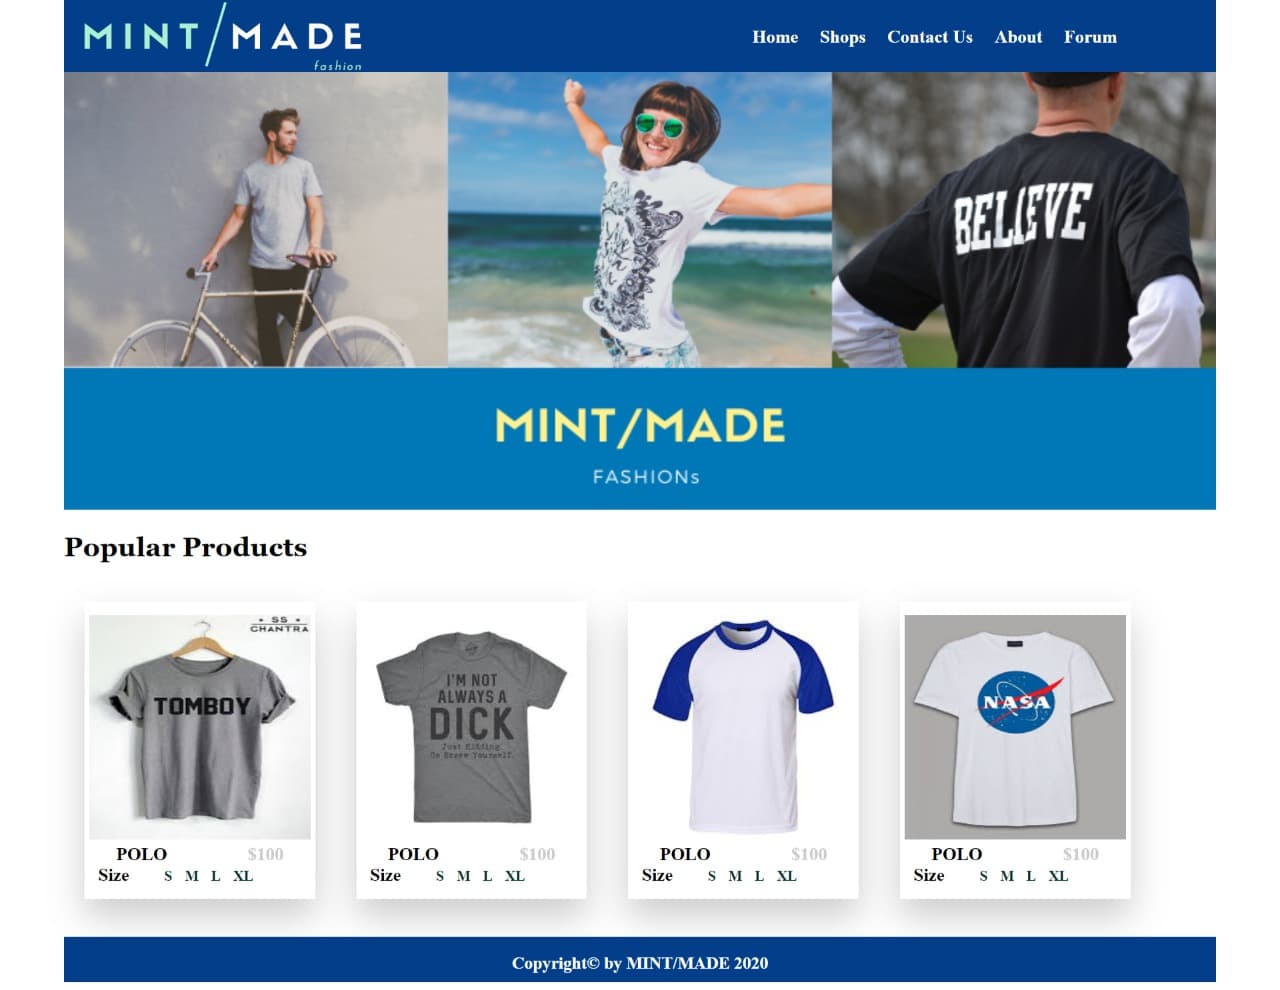 MINT/MADE
fashion
Home Shops Contact Us About Forum
BELIEVE
MINT/MADE
FASHIONs
Popular Products
SS
CHANTRA
TOMBOY
I'M NOT
ALWAYS A
DICK
Just Kidding
Go Screw Yourself.
NASA
POLO $100
Size S M L XL
POLO $100
Size S M L XL
POLO $100
Size S M L XL
POLO $100
Size S M L XL
Copyright© by MINT/MADE 2020